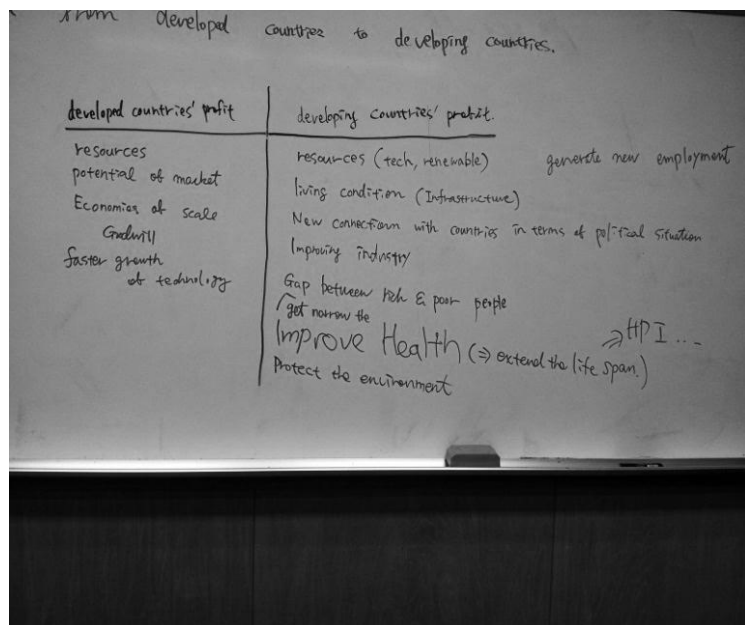 from developed countries to developing countries.
developed countries' profit
developing countries' profit.
resources
potential of market
Economies of scale
Goodwill
faster growth
of technology
resources (tech, renewable) generate new employment
living condition (Infrastructure)
New connection with countries in terms of political situation
Improving industry
Gap between rich & poor people
get narrow the
Improve Health (⇒ extend the life span.)
⇒ HPI...
Protect the environment